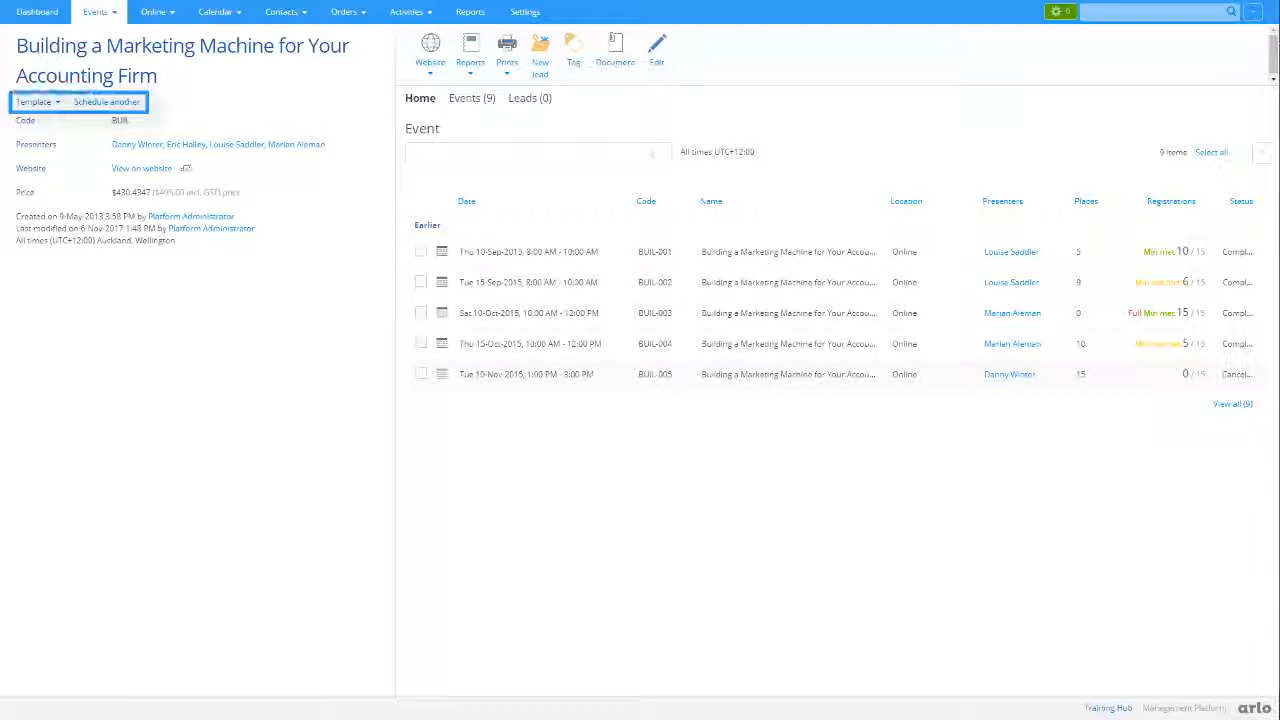 Dashboard Events Online Calendar Contacts Orders Activities Reports Settings 6
Building a Marketing Machine for Your
Accounting Firm
Template Schedule another
Code BUIL
Presenters Danny Winter, Eric Halley, Louise Saddler, Marian Aleman
Website View on website
Price $430.4347 ($495.00 incl. GST) price
Created on 9-May-2013 3:58 PM by Platform Administrator
Last modified on 6-Nov-2017 1:48 PM by Platform Administrator
All times (UTC+12:00) Auckland, Wellington
Website Reports Prints New lead Tag Document Edit
Home Events (9) Leads (0)
Event
All times UTC+12:00 9 items Select all
Date Code Name Location Presenters Places Registrations Status
Earlier
Thu 10-Sep-2015, 8:00 AM - 10:00 AM BUIL-001 Building a Marketing Machine for Your Accou... Online Louise Saddler 5 Min met 10 / 15 Compl...
Tue 15-Sep-2015, 8:00 AM - 10:00 AM BUIL-002 Building a Marketing Machine for Your Accou... Online Louise Saddler 9 Min not met 6 / 15 Compl...
Sat 10-Oct-2015, 10:00 AM - 12:00 PM BUIL-003 Building a Marketing Machine for Your Accou... Online Marian Aleman 0 Full Min met 15 / 15 Compl...
Thu 15-Oct-2015, 10:00 AM - 12:00 PM BUIL-004 Building a Marketing Machine for Your Accou... Online Marian Aleman 10 Min not met 5 / 15 Compl...
Tue 10-Nov-2015, 1:00 PM - 3:00 PM BUIL-005 Building a Marketing Machine for Your Accou... Online Danny Winter 15 0 / 15 Cancel...
View all (9)
Training Hub Management Platform arlo